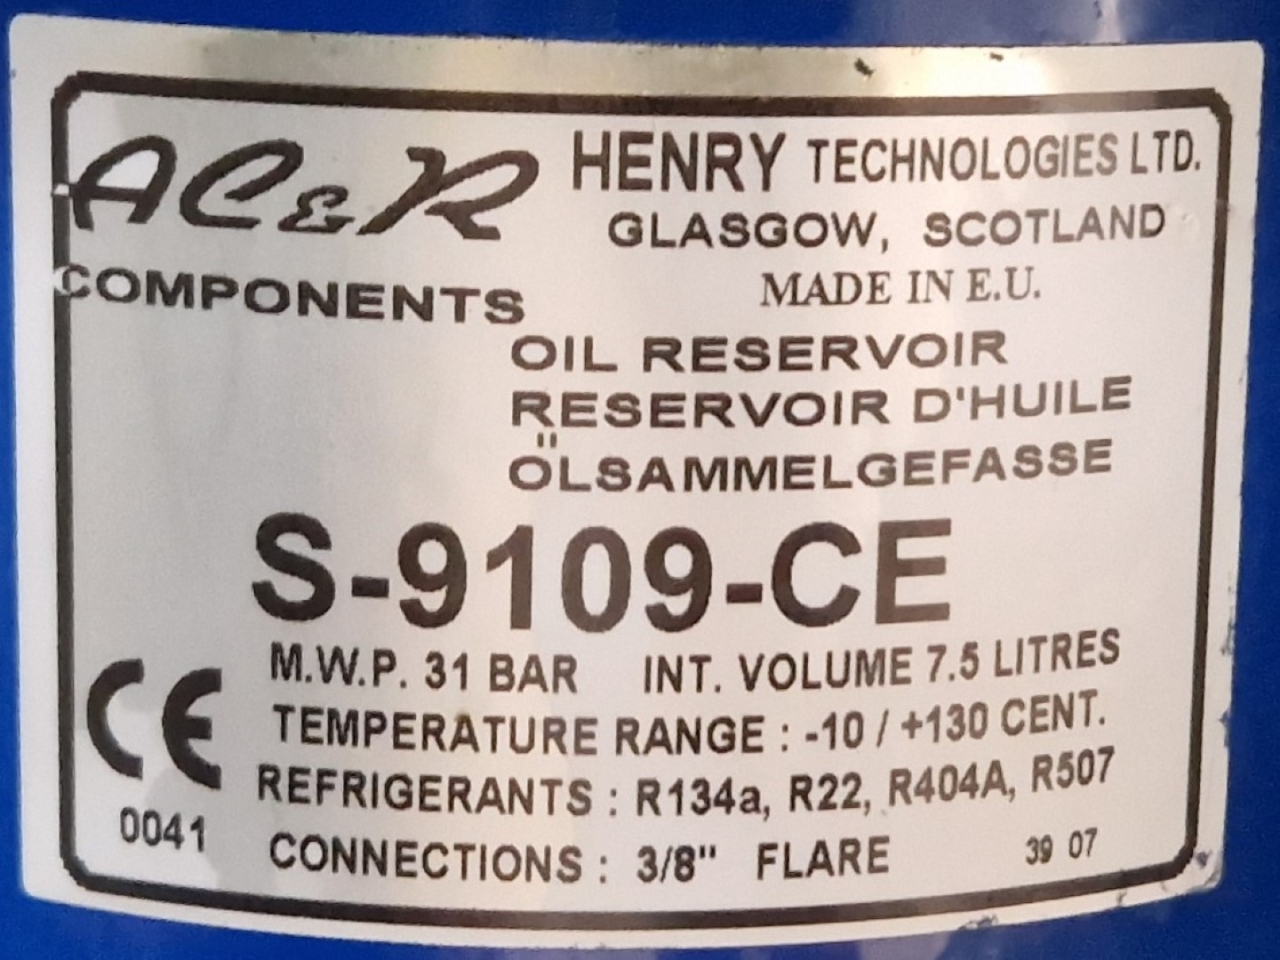 AC&R HENRY TECHNOLOGIES LTD.
GLASGOW, SCOTLAND
COMPONENTS
MADE IN E.U.
OIL RESERVOIR
RESERVOIR D'HUILE
ÖLSAMMELGEFASSE
S-9109-CE
M.W.P. 31 BAR INT. VOLUME 7.5 LITRES
TEMPERATURE RANGE : -10 / +130 CENT.
CE
REFRIGERANTS : R134a, R22, R404A, R507
0041
CONNECTIONS : 3/8" FLARE 39 07